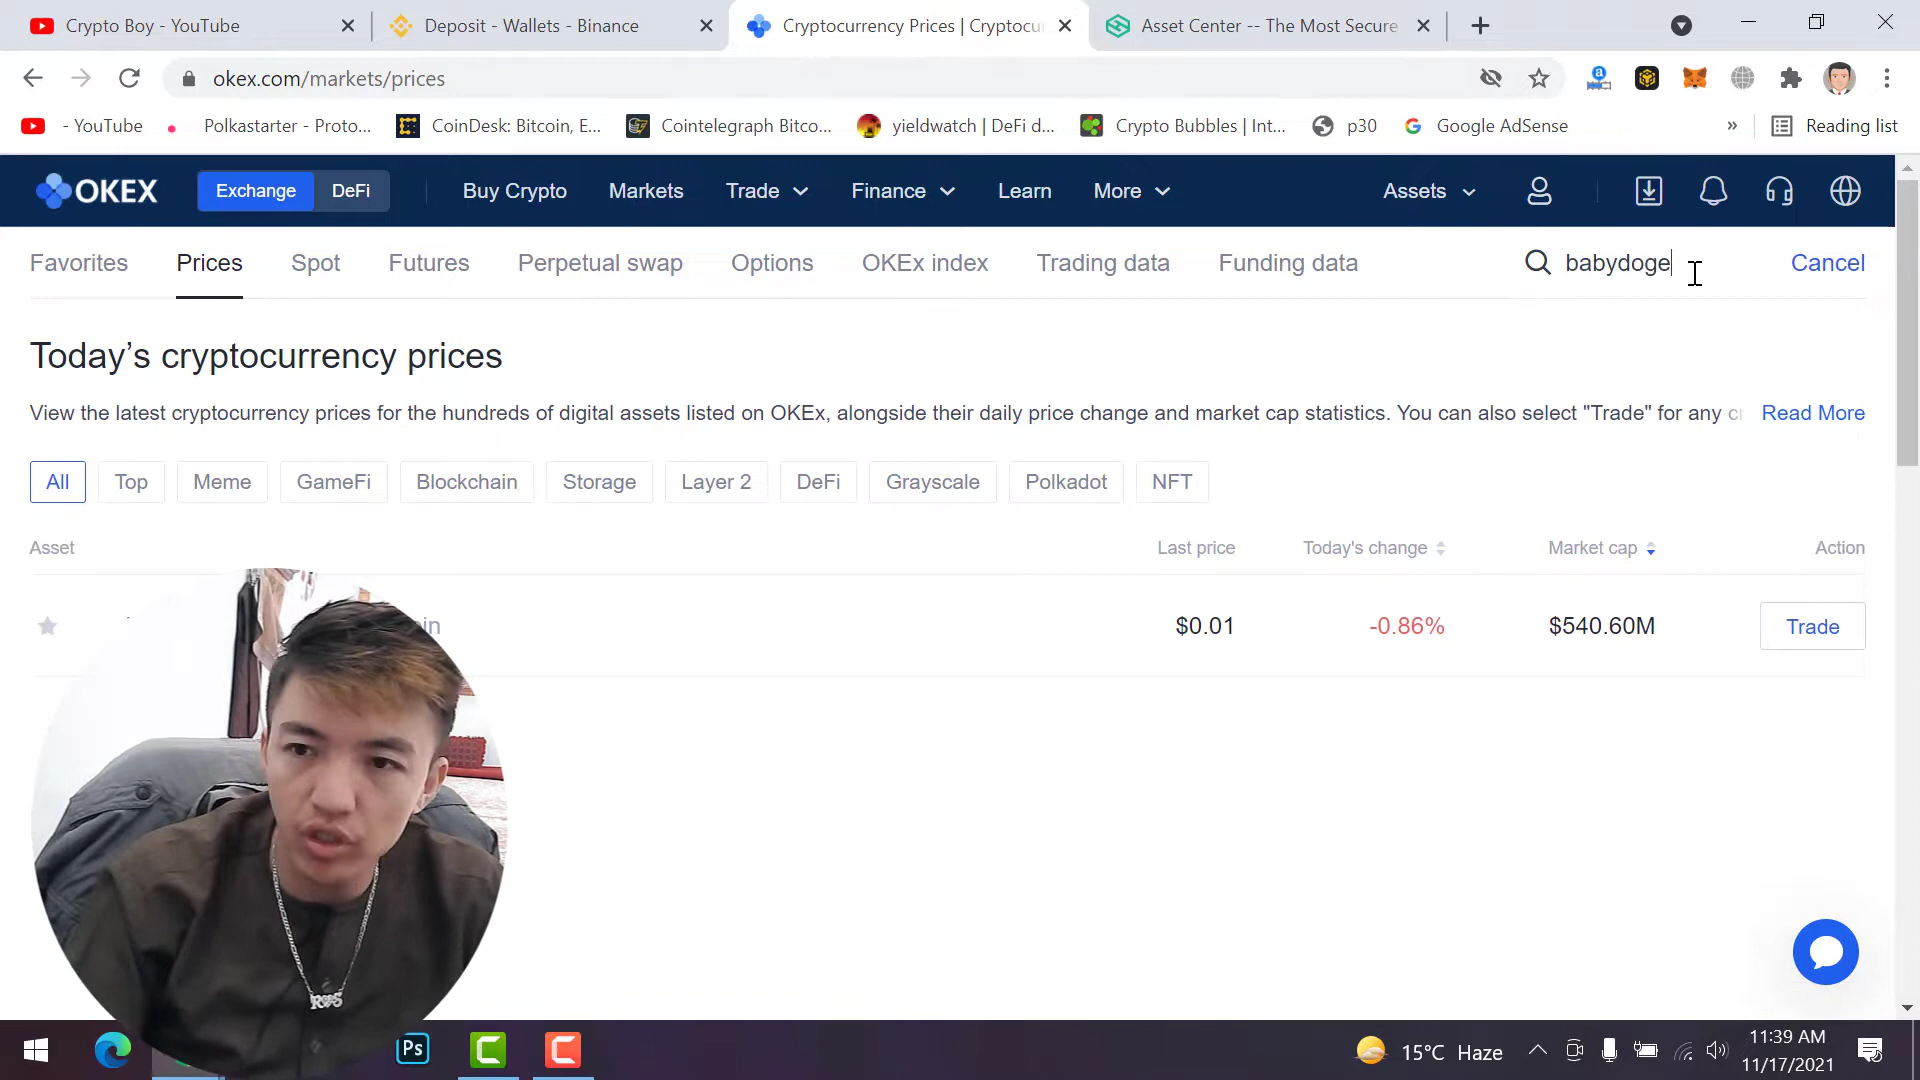 Crypto Boy - YouTube
Deposit - Wallets - Binance
Cryptocurrency Prices | Cryptocu
Asset Center -- The Most Secure
okex.com/markets/prices
- YouTube
Polkastarter - Proto...
CoinDesk: Bitcoin, E...
Cointelegraph Bitco...
yieldwatch | DeFi d...
Crypto Bubbles | Int...
p30
Google AdSense
»
Reading list
OKEX
Exchange
DeFi
Buy Crypto
Markets
Trade
Finance
Learn
More
Assets
Favorites
Prices
Spot
Futures
Perpetual swap
Options
OKEx index
Trading data
Funding data
babydoge
Cancel
Today’s cryptocurrency prices
View the latest cryptocurrency prices for the hundreds of digital assets listed on OKEx, alongside their daily price change and market cap statistics. You can also select "Trade" for any
Read More
All
Top
Meme
GameFi
Blockchain
Storage
Layer 2
DeFi
Grayscale
Polkadot
NFT
Asset
Last price
Today's change
Market cap
Action
in
$0.01
-0.86%
$540.60M
Trade
Ps
15°C Haze
11:39 AM
11/17/2021